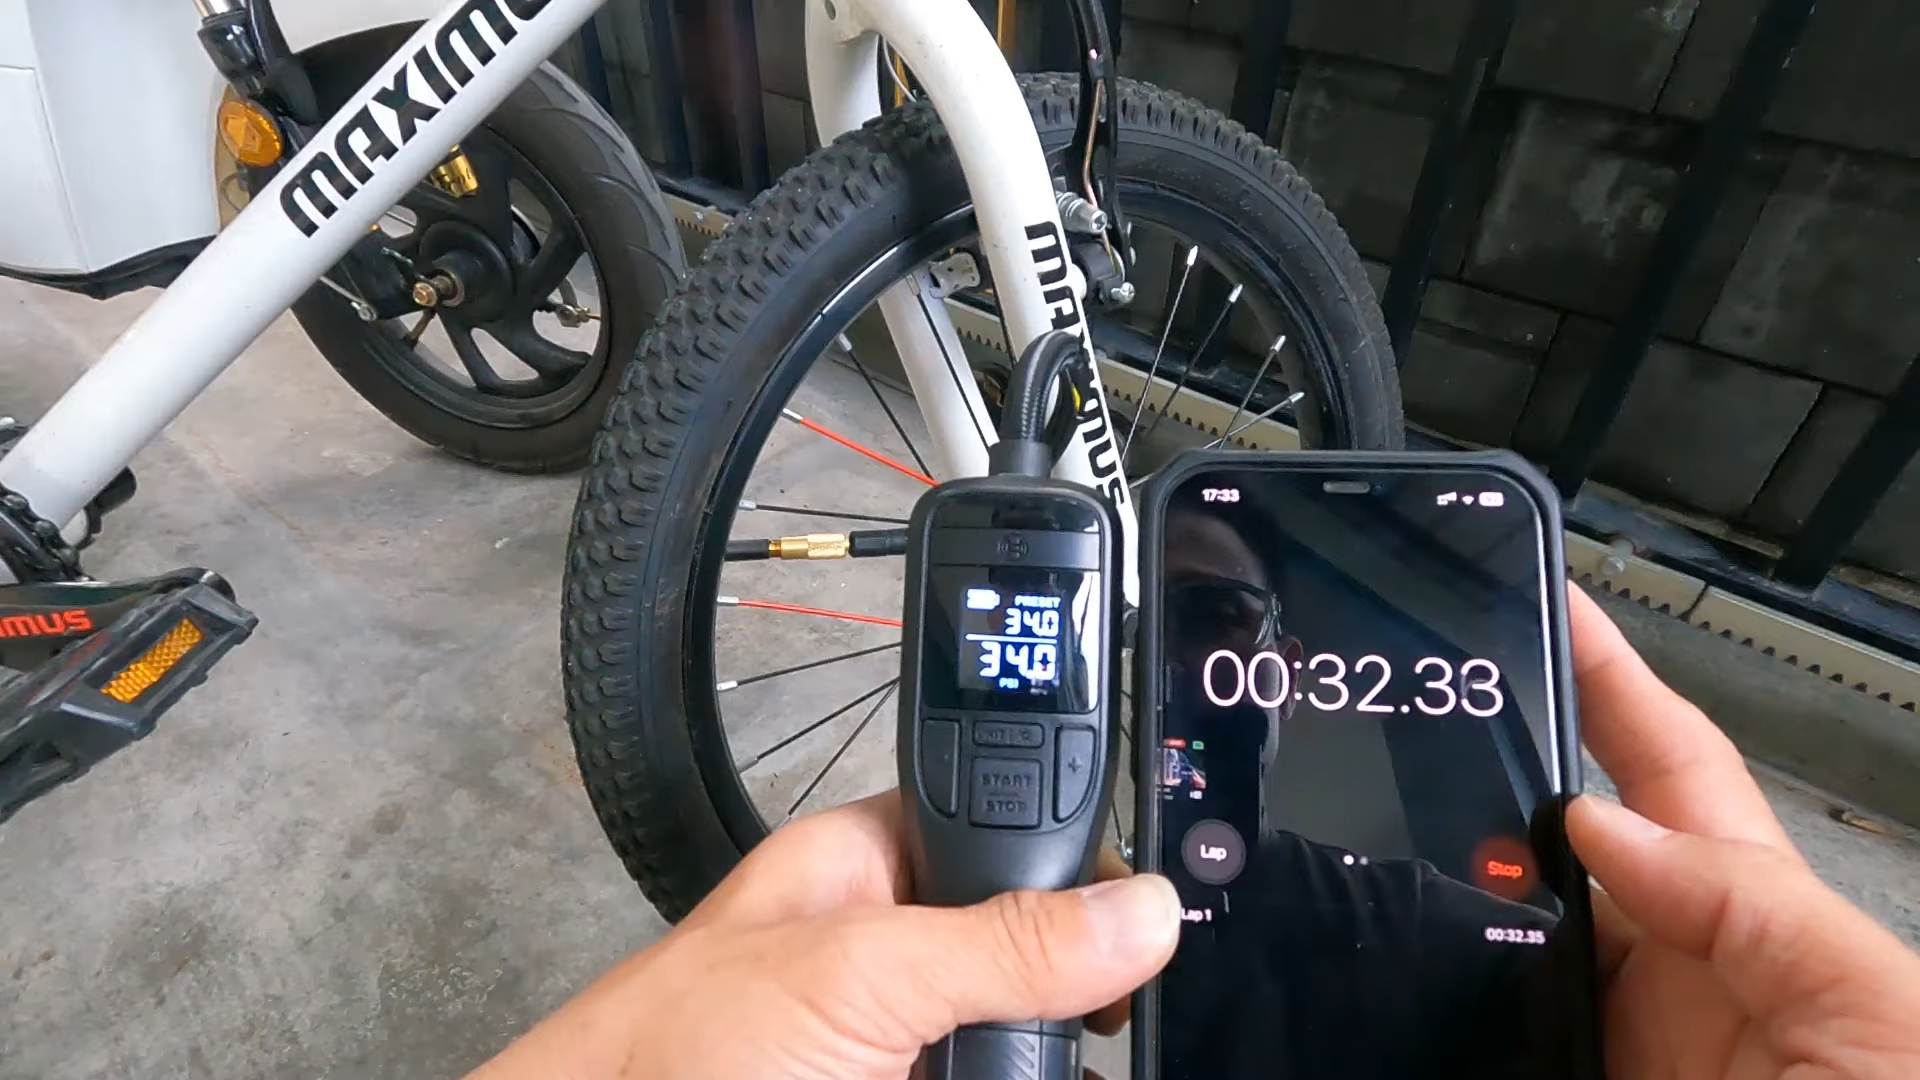 MAXIMUS
MAXIMUS
IMUS
PRESET
34.0
34.0
PSI
+
START
STOP
17:33
00:32.33
Lap
Stop
Lap 1
00:32.35